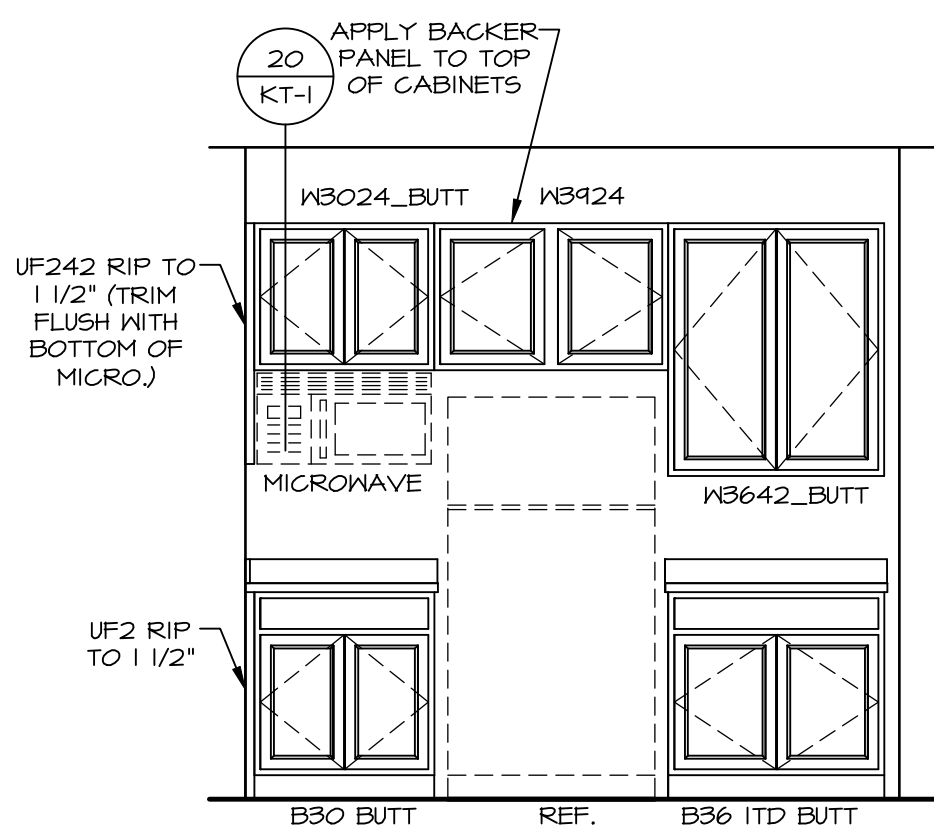 20
KT-1
APPLY BACKER
PANEL TO TOP
OF CABINETS
W3024_BUTT
W3924
UF242 RIP TO
1 1/2" (TRIM
FLUSH WITH
BOTTOM OF
MICRO.)
MICROWAVE
W3642_BUTT
UF2 RIP
TO 1 1/2"
B30 BUTT
REF.
B36 1TD BUTT